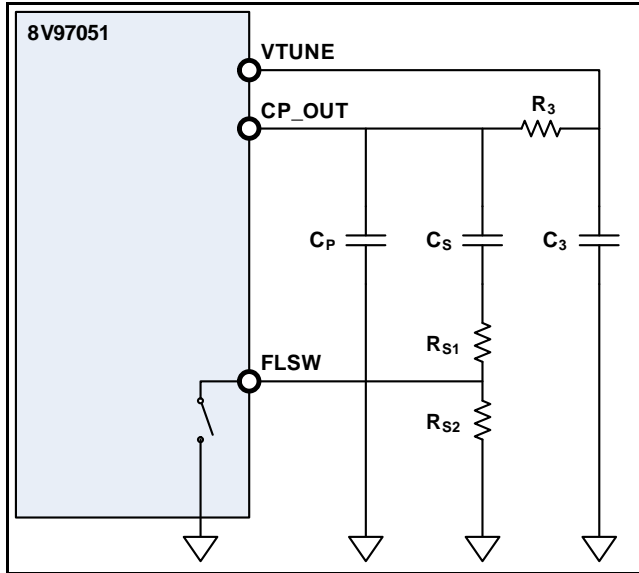 8V97051
VTUNE
CP_OUT
R3
CP
CS
C3
RS1
FLSW
RS2